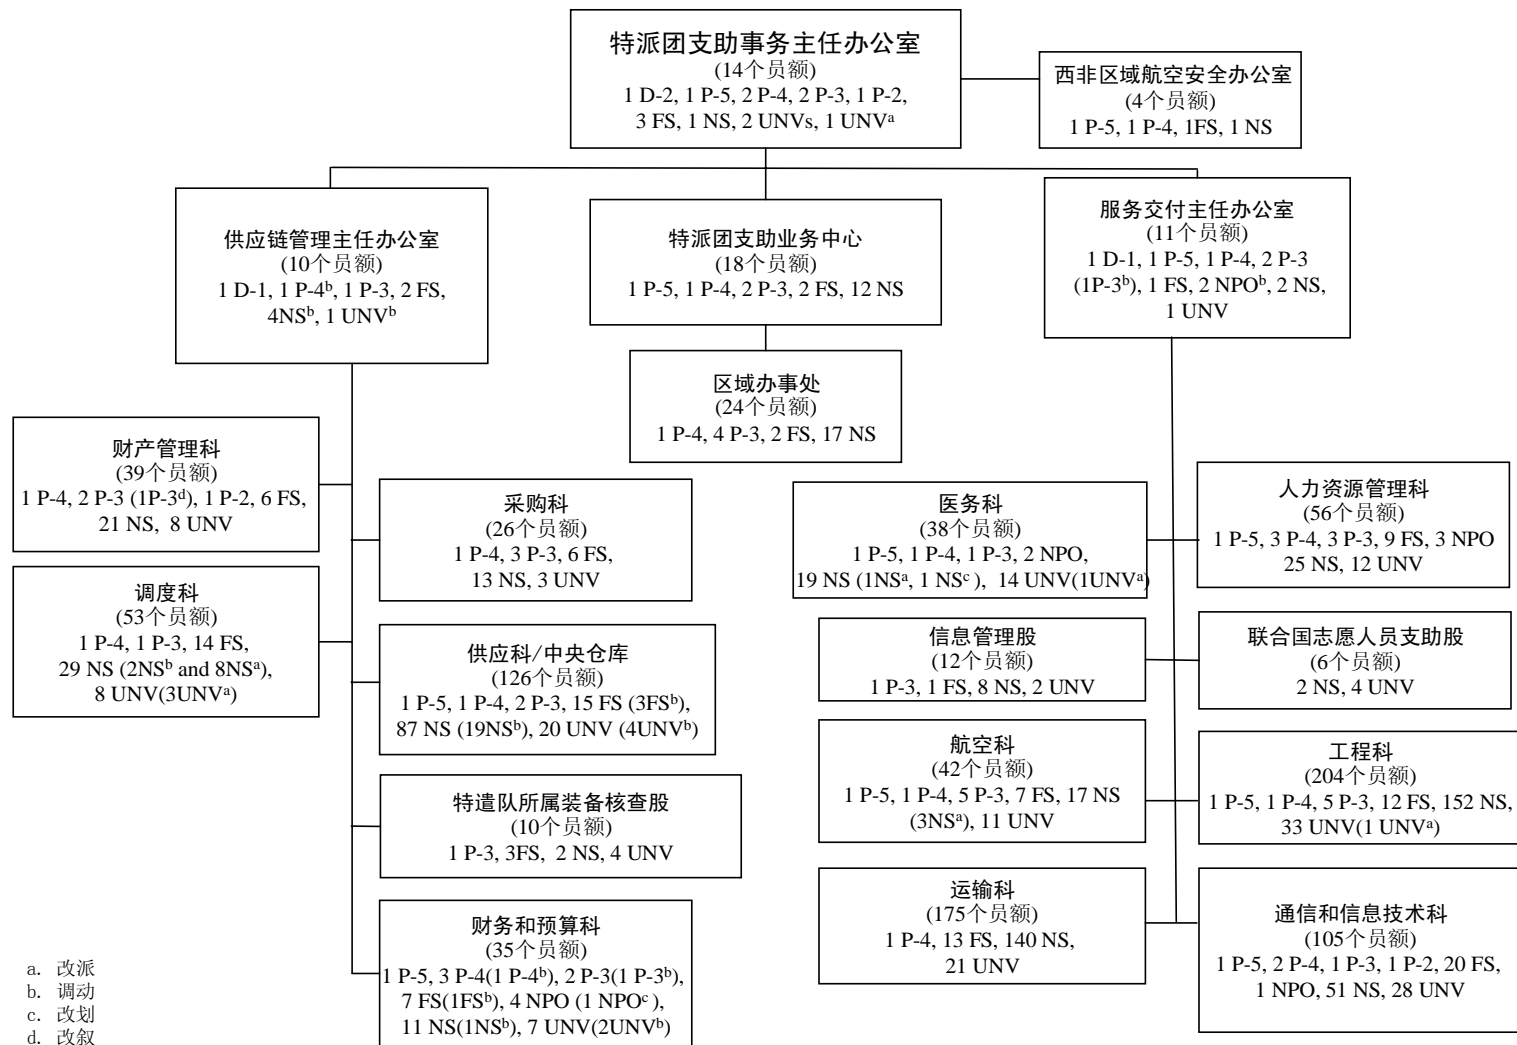 特派团支助事务主任办公室
(14个员额)
1 D-2, 1 P-5, 2 P-4, 2 P-3, 1 P-2,
3 FS, 1 NS, 2 UNVs, 1 UNVᵃ
西非区域航空安全办公室
(4个员额)
1 P-5, 1 P-4, 1FS, 1 NS
供应链管理主任办公室
(10个员额)
1 D-1, 1 P-4ᵇ, 1 P-3, 2 FS,
4NSᵇ, 1 UNVᵇ
特派团支助业务中心
(18个员额)
1 P-5, 1 P-4, 2 P-3, 2 FS, 12 NS
服务交付主任办公室
(11个员额)
1 D-1, 1 P-5, 1 P-4, 2 P-3
(1P-3ᵇ), 1 FS, 2 NPOᵇ, 2 NS,
1 UNV
区域办事处
(24个员额)
1 P-4, 4 P-3, 2 FS, 17 NS
财产管理科
(39个员额)
1 P-4, 2 P-3 (1P-3ᵈ), 1 P-2, 6 FS,
21 NS, 8 UNV
采购科
(26个员额)
1 P-4, 3 P-3, 6 FS,
13 NS, 3 UNV
调度科
(53个员额)
1 P-4, 1 P-3, 14 FS,
29 NS (2NSᵇ and 8NSᵃ),
8 UNV(3UNVᵃ)
供应科/中央仓库
(126个员额)
1 P-5, 1 P-4, 2 P-3, 15 FS (3FSᵇ),
87 NS (19NSᵇ), 20 UNV (4UNVᵇ)
特遣队所属装备核查股
(10个员额)
1 P-3, 3FS, 2 NS, 4 UNV
财务和预算科
(35个员额)
1 P-5, 3 P-4(1 P-4ᵇ), 2 P-3(1 P-3ᵇ),
7 FS(1FSᵇ), 4 NPO (1 NPOᶜ),
11 NS(1NSᵇ), 7 UNV(2UNVᵇ)
医务科
(38个员额)
1 P-5, 1 P-4, 1 P-3, 2 NPO,
19 NS (1NSᵃ, 1 NSᶜ), 14 UNV(1UNVᵃ)
人力资源管理科
(56个员额)
1 P-5, 3 P-4, 3 P-3, 9 FS, 3 NPO
25 NS, 12 UNV
信息管理股
(12个员额)
1 P-3, 1 FS, 8 NS, 2 UNV
联合国志愿人员支助股
(6个员额)
2 NS, 4 UNV
航空科
(42个员额)
1 P-5, 1 P-4, 5 P-3, 7 FS, 17 NS
(3NSᵃ), 11 UNV
工程科
(204个员额)
1 P-5, 1 P-4, 5 P-3, 12 FS, 152 NS,
33 UNV(1 UNVᵃ)
运输科
(175个员额)
1 P-4, 13 FS, 140 NS,
21 UNV
通信和信息技术科
(105个员额)
1 P-5, 2 P-4, 1 P-3, 1 P-2, 20 FS,
1 NPO, 51 NS, 28 UNV
a. 改派
b. 调动
c. 改划
d. 改叙